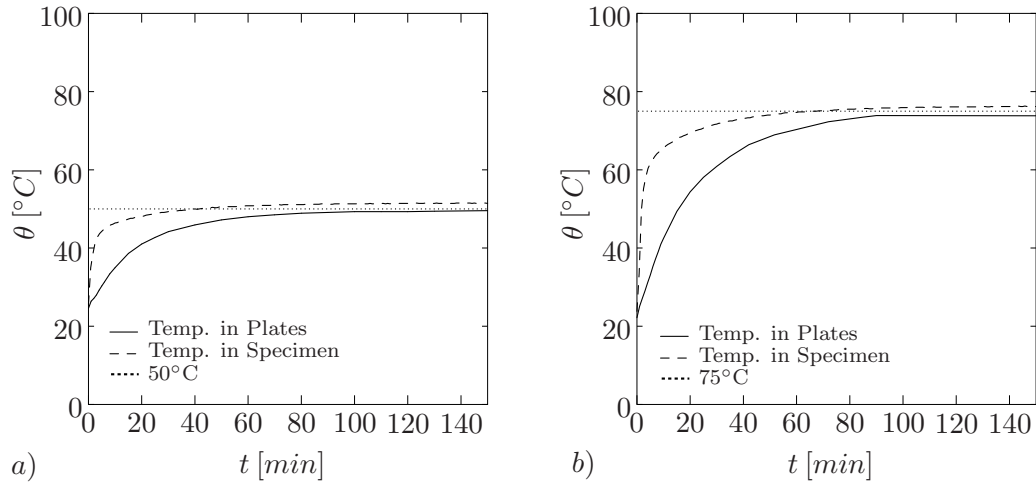 100
80
60
40
20
0
θ [°C]
Temp. in Plates
Temp. in Specimen
50°C
0 20 40 60 80 100 120 140
t [min]
a)
100
80
60
40
20
0
θ [°C]
Temp. in Plates
Temp. in Specimen
75°C
0 20 40 60 80 100 120 140
t [min]
b)